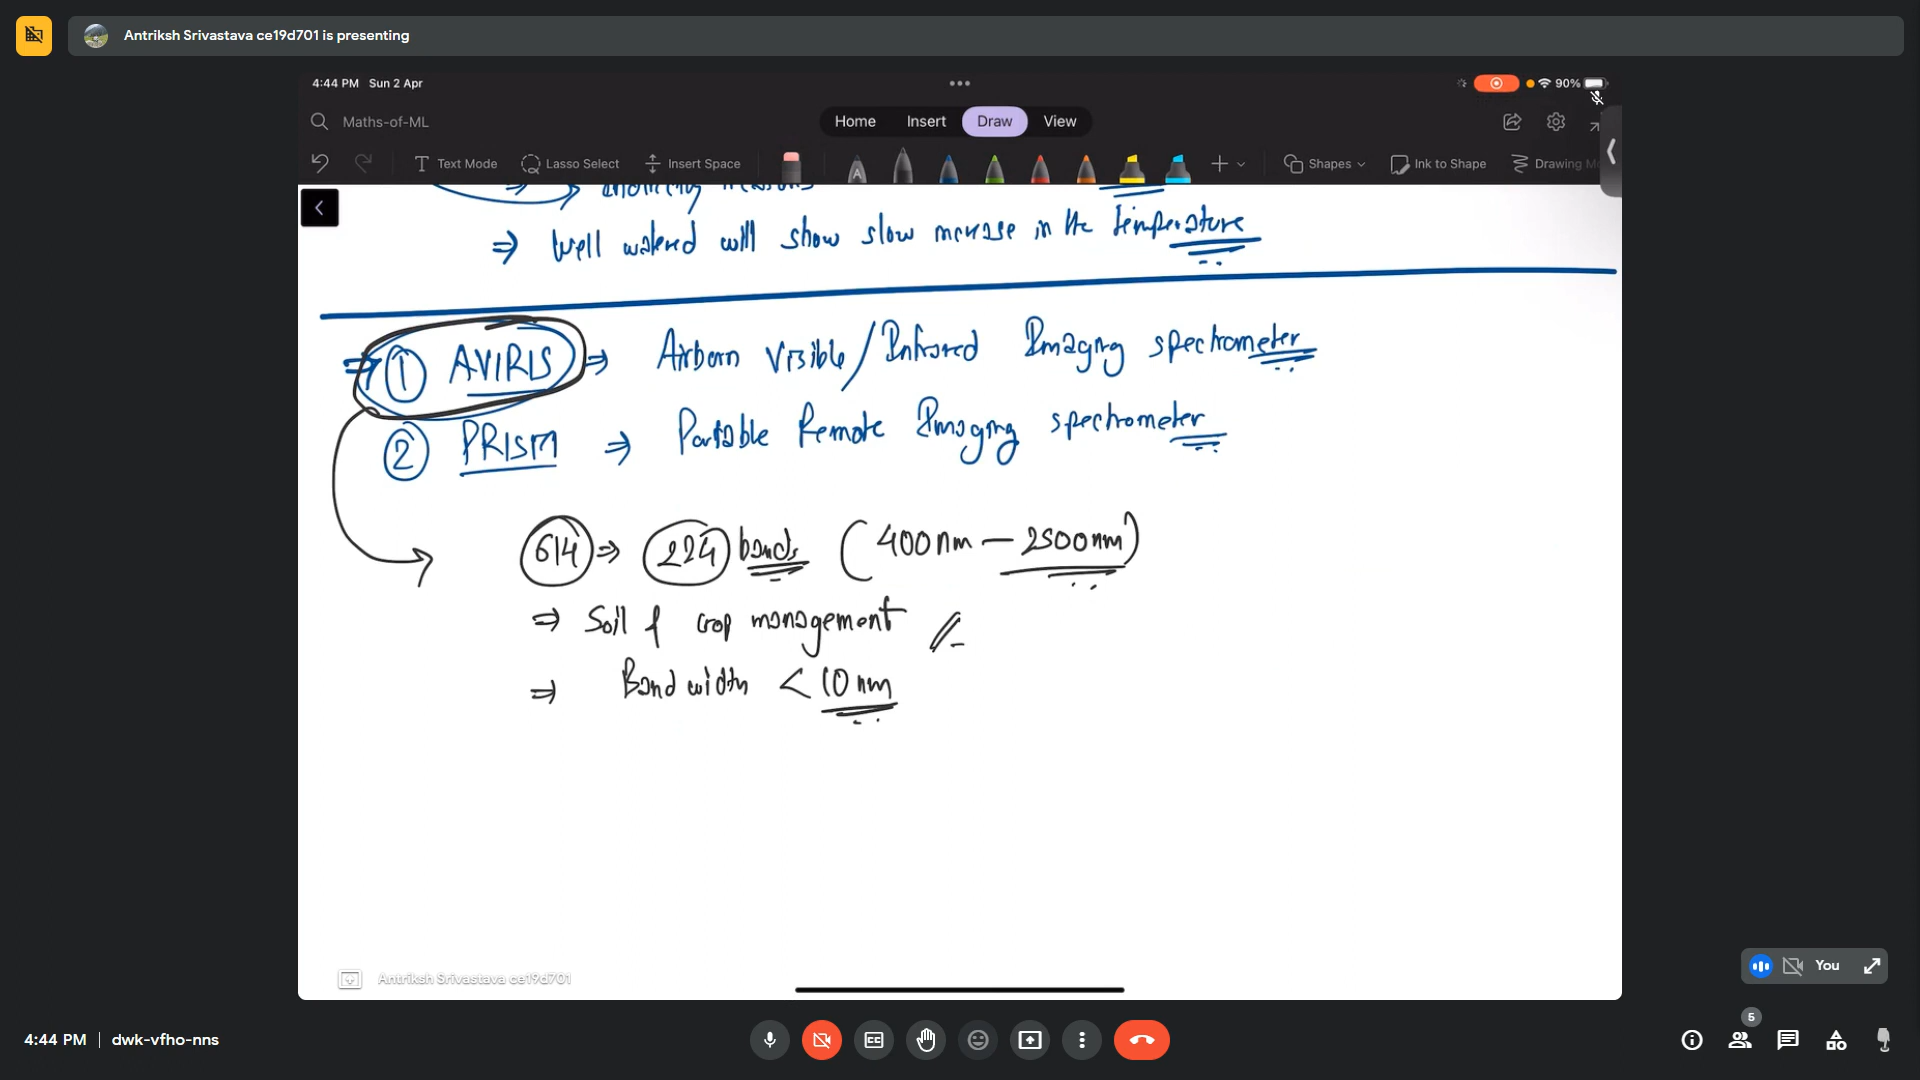 Antriksh Srivastava ce19d701 is presenting
4:44 PM Sun 2 Apr
90%
Maths-of-ML
Home Insert Draw View
Text Mode Lasso Select Insert Space Shapes Ink to Shape Drawing M
⇒ Well watered will show slow increase in the temperature
⇒ ① AVIRIS ⇒ Airborn Visible/Infrared Imaging spectrometer
② PRISM ⇒ Portable Remote Imaging spectrometer
614 ⇒ 224 bands (400nm – 2500nm)
⇒ Soil & crop management
⇒ Bandwidth < 10 nm
Antriksh Srivastava ce19d701
You
5
4:44 PM | dwk-vfho-nns